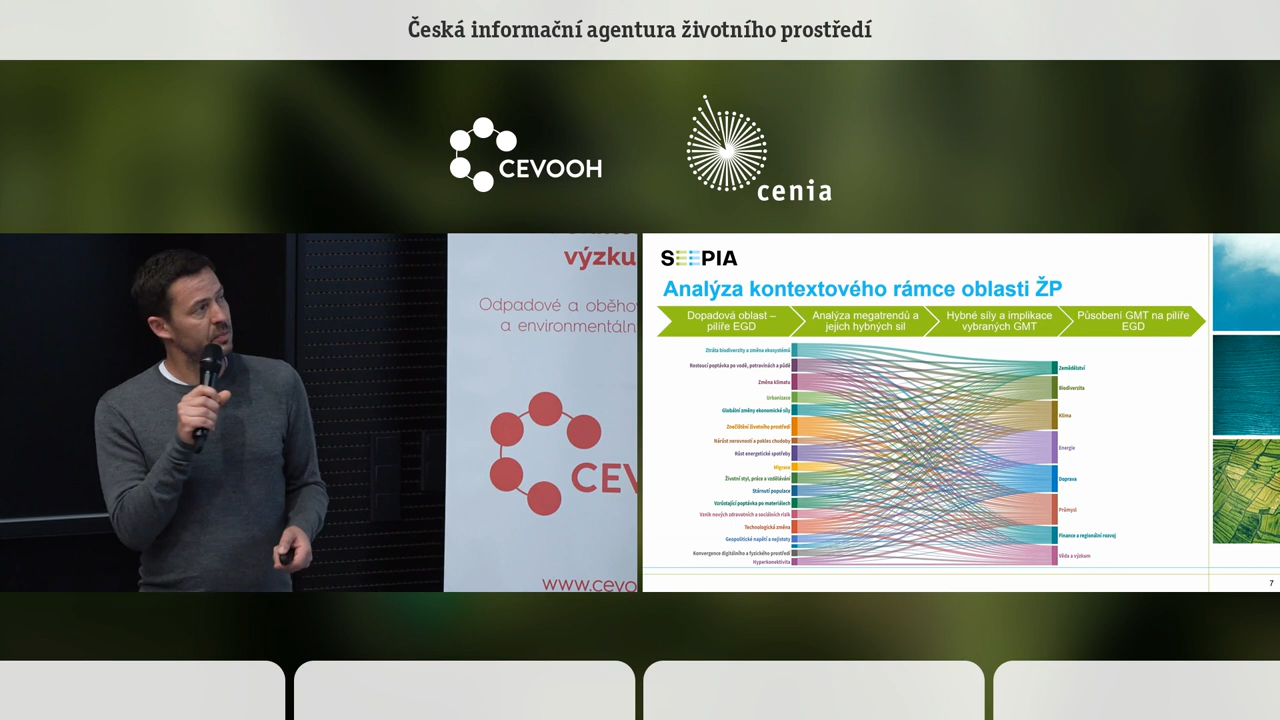 Česká informační agentura životního prostředí
CEVOOH
cenia
výzku
Odpadové a oběho
a environmentáln
CEV
www.cevo
SEEPIA
Analýza kontextového rámce oblasti ŽP
Dopadová oblast –
pilíře EGD
Analýza megatrendů a
jejich hybných sil
Hybné síly a implikace
vybraných GMT
Působení GMT na pilíře
EGD
Ztráta biodiverzity a změna ekosystémů
Rostoucí poptávka po vodě, potravinách a půdě
Změna klimatu
Urbanizace
Globální změny ekonomické síly
Znečištění životního prostředí
Nárůst nerovností a pokles chudoby
Růst energetické spotřeby
Migrace
Životní styl, práce a vzdělávání
Stárnutí populace
Vzrůstající poptávka po materiálech
Vznik nových zdravotních a sociálních rizik
Technologická změna
Geopolitické napětí a nejistoty
Konvergence digitálního a fyzického prostředí
Hyperkonektivita
Zemědělství
Biodiverzita
Klima
Energie
Doprava
Průmysl
Finance a regionální rozvoj
Věda a výzkum
7